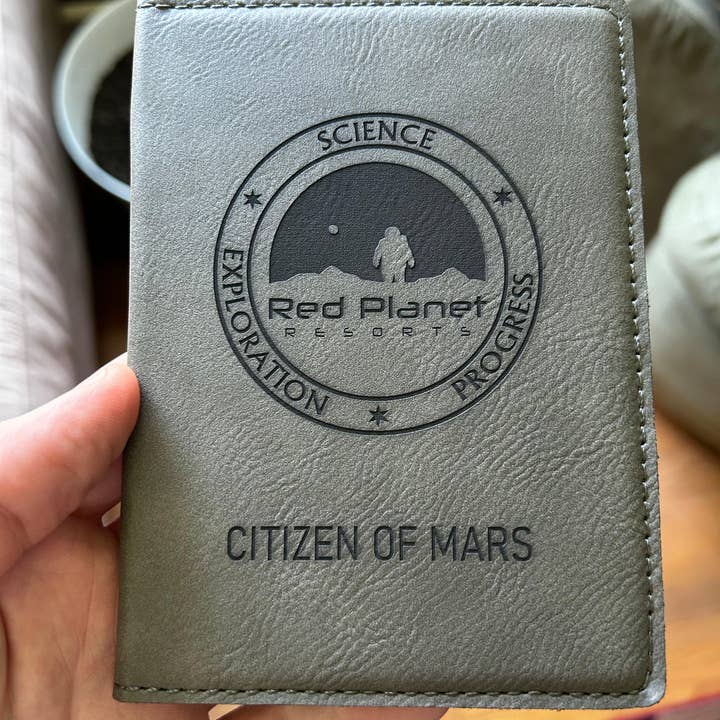 SCIENCE
EXPLORATION
PROGRESS
Red Planet
RESORTS
CITIZEN OF MARS